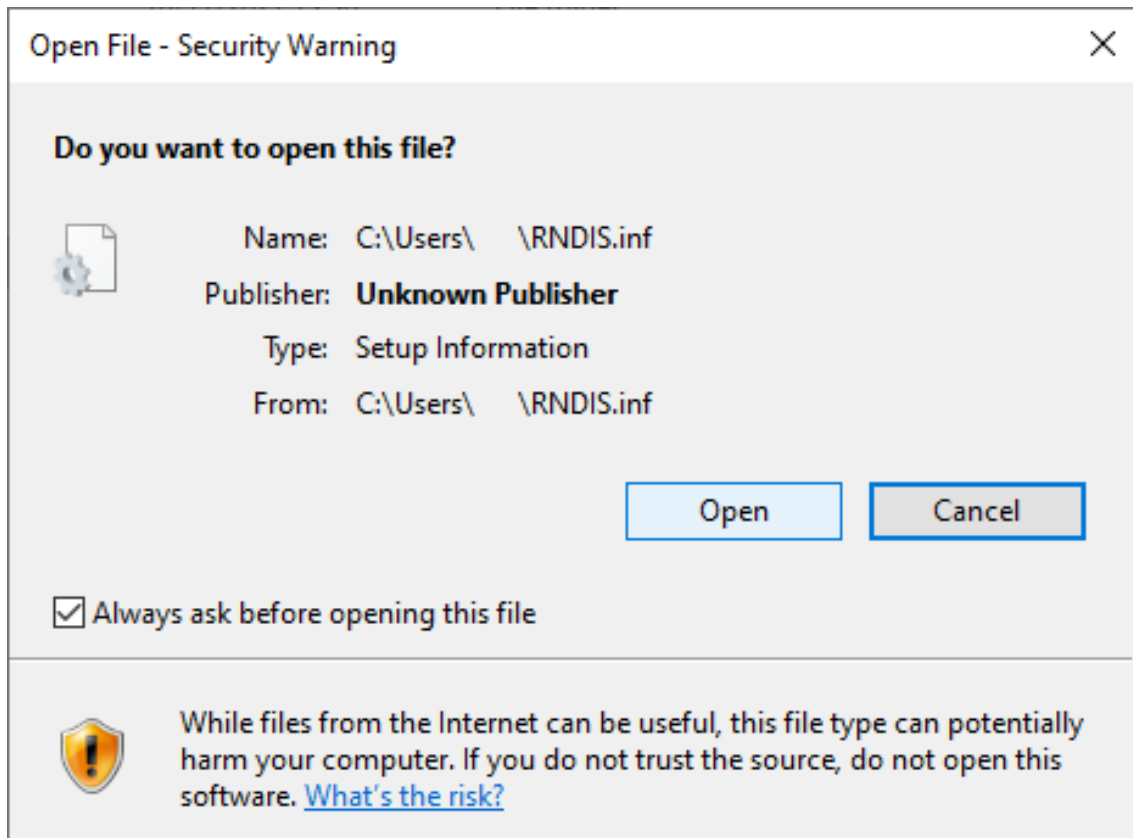 Open File - Security Warning
Do you want to open this file?
Name: C:\Users\ \RNDIS.inf
Publisher: Unknown Publisher
Type: Setup Information
From: C:\Users\ \RNDIS.inf
Open Cancel
Always ask before opening this file
While files from the Internet can be useful, this file type can potentially
harm your computer. If you do not trust the source, do not open this
software. What's the risk?